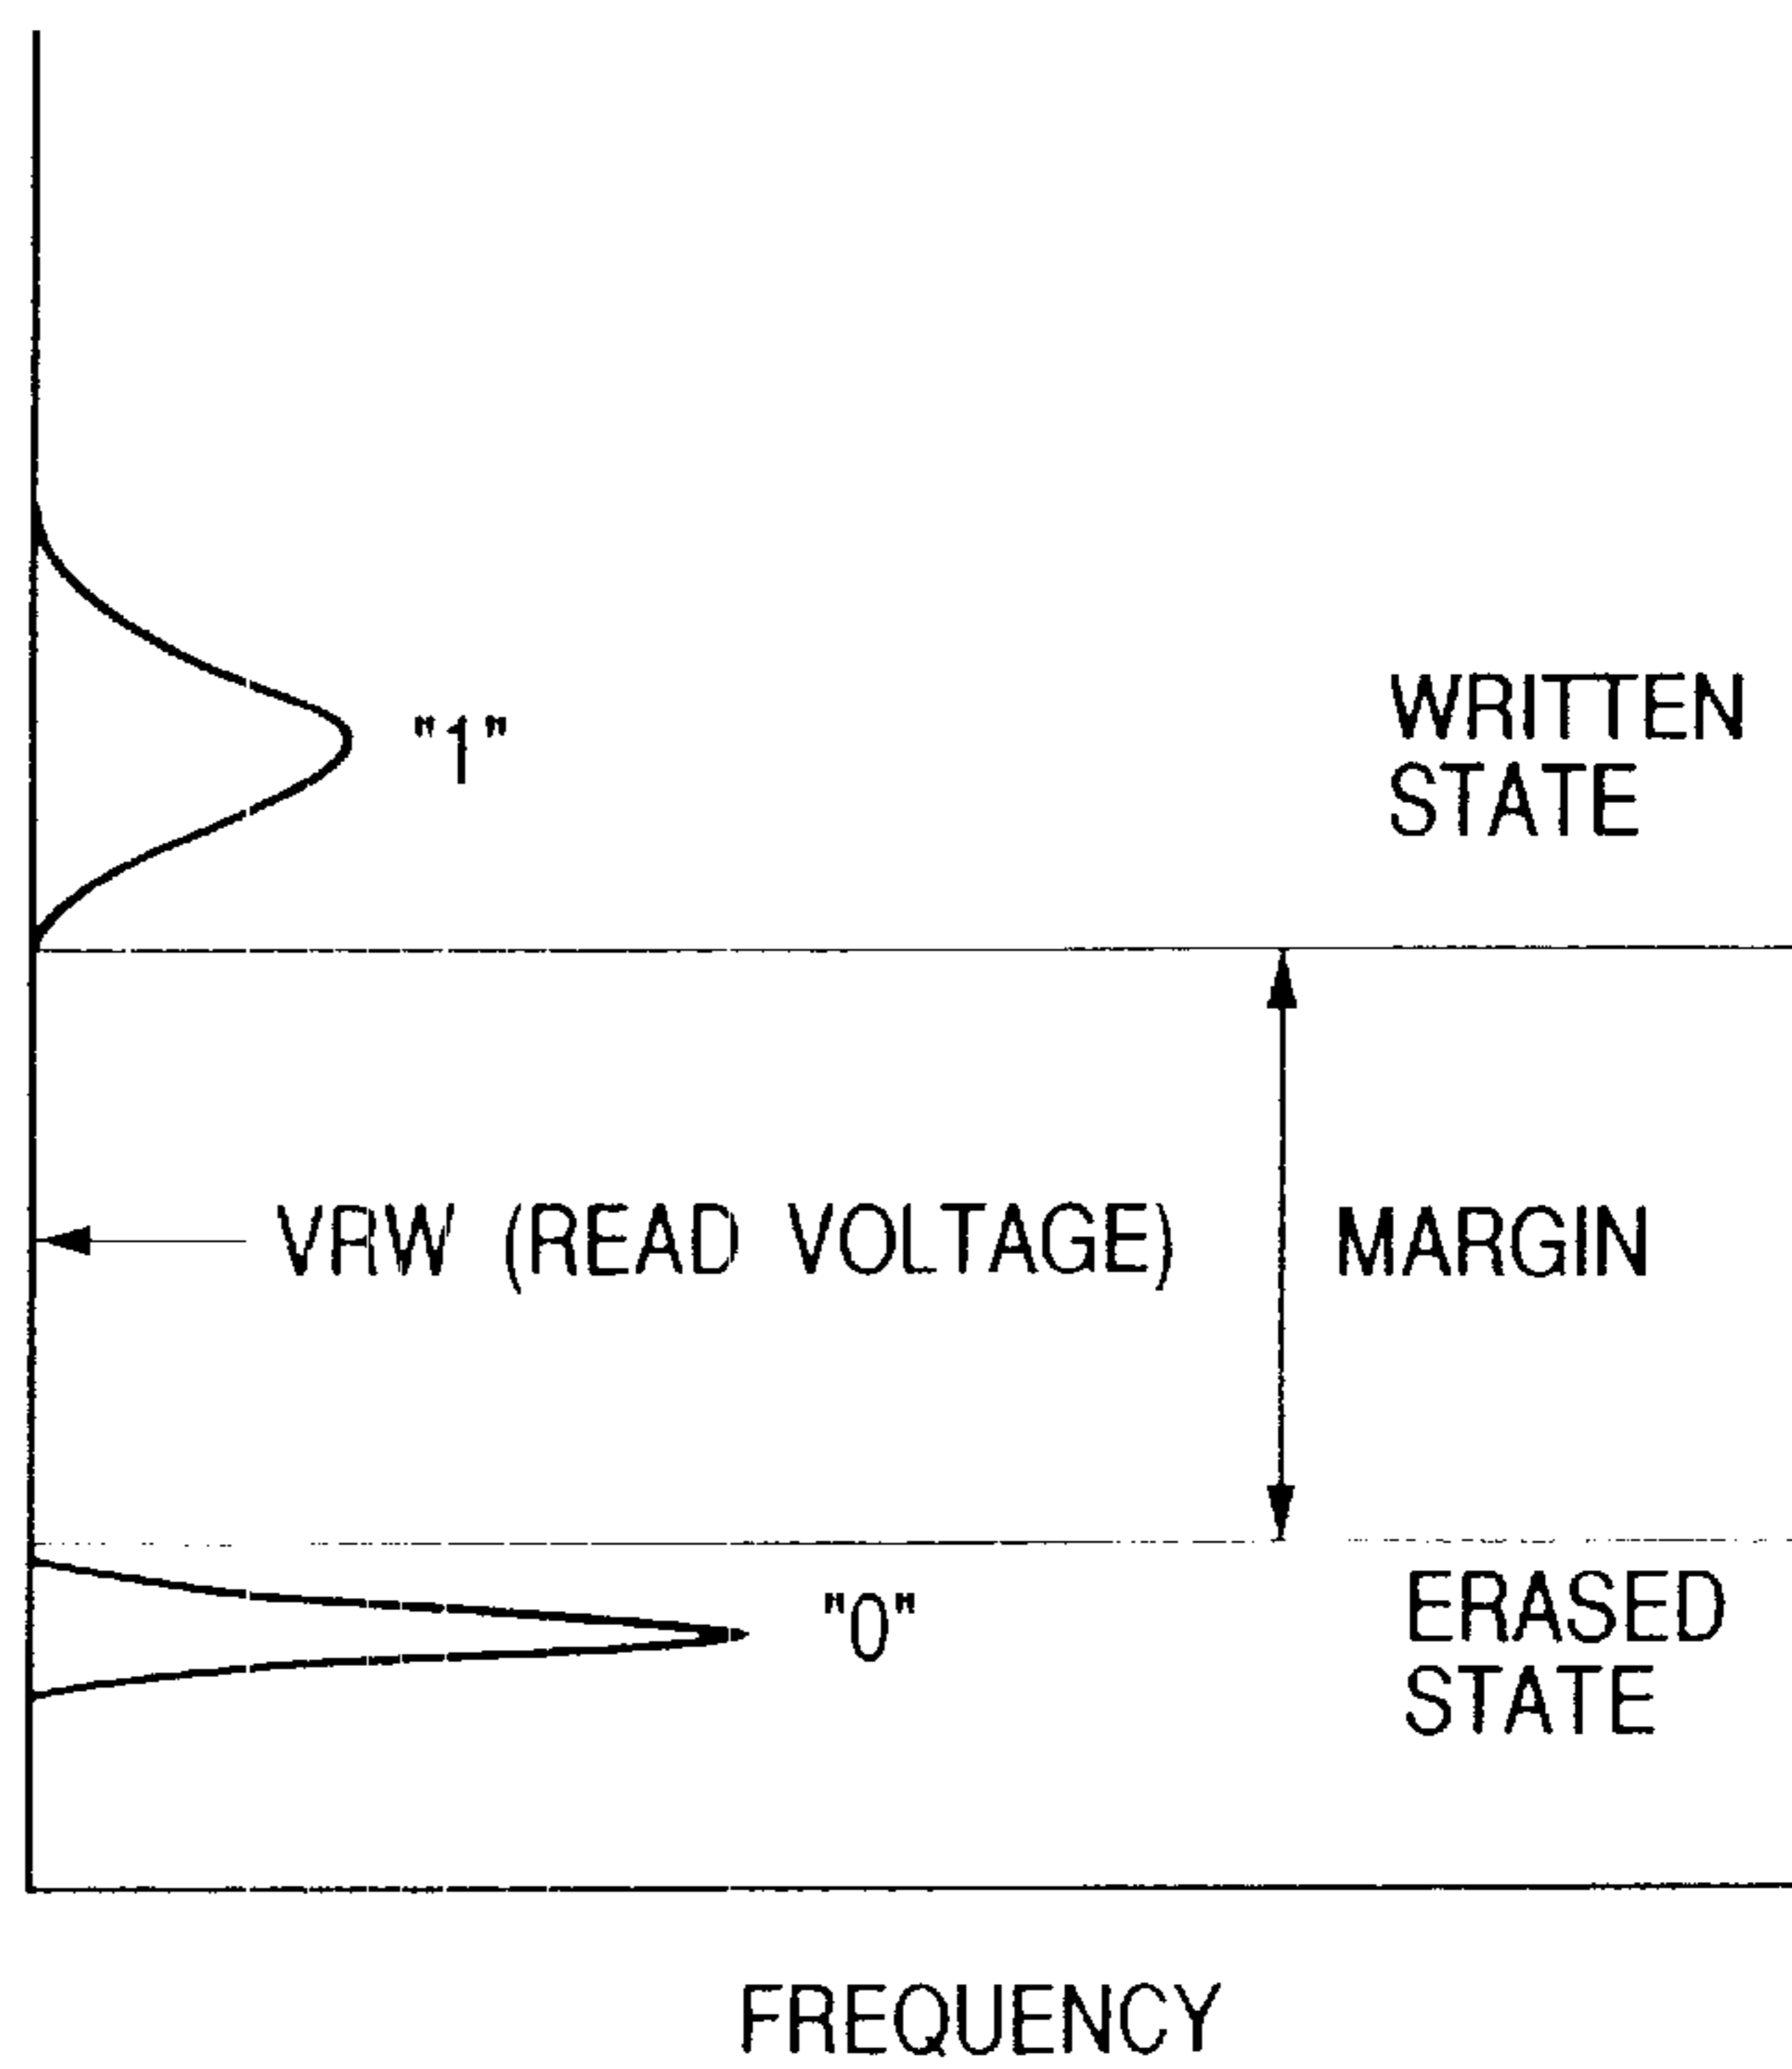 "1"
WRITTEN
STATE
VRW (READ VOLTAGE)
MARGIN
"0"
ERASED
STATE
FREQUENCY